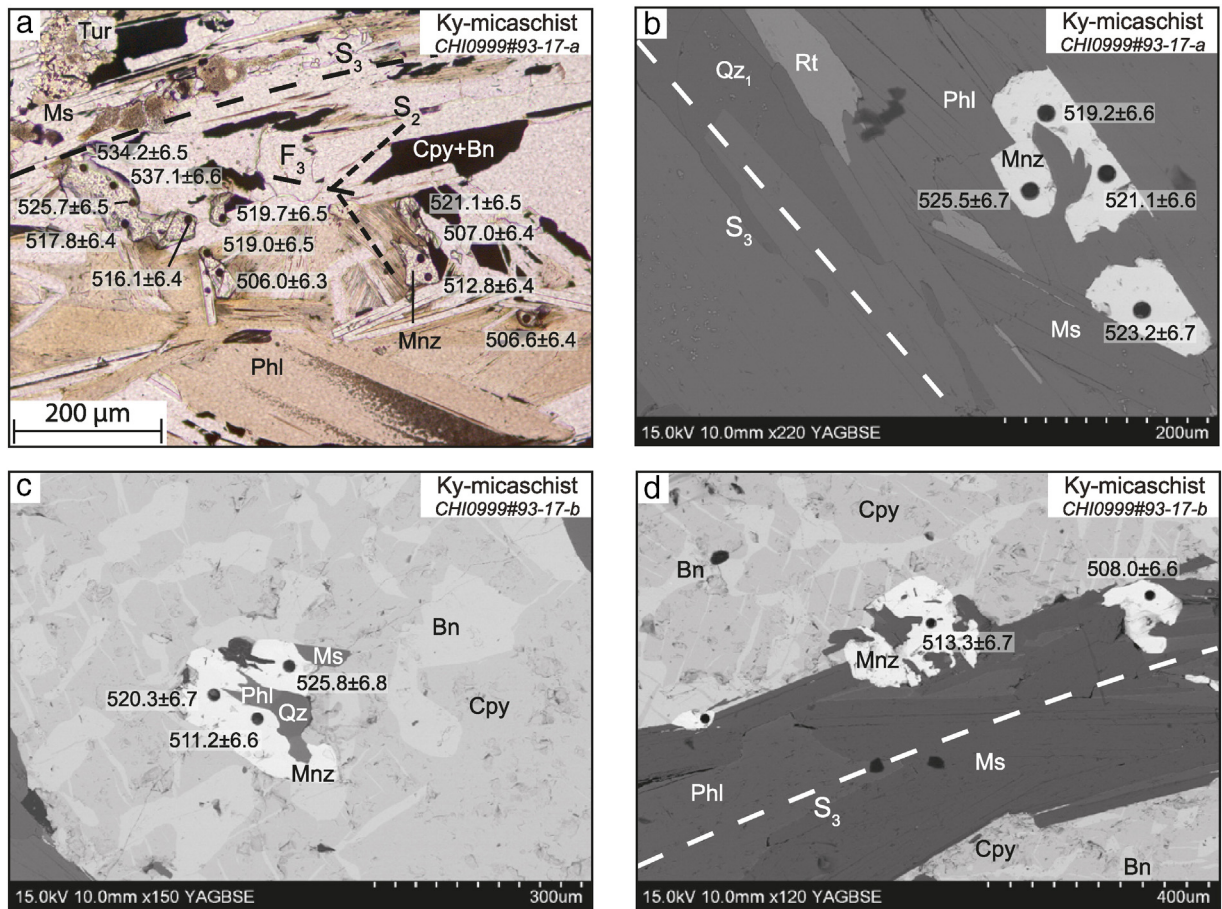 a
Ky-micaschist
CHI0999#93-17-a
Tur
S3
Ms
S2
F3
Cpy+Bn
534.2±6.5
537.1±6.6
525.7±6.5
517.8±6.4
516.1±6.4
519.7±6.5
519.0±6.5
506.0±6.3
521.1±6.5
507.0±6.4
512.8±6.4
Mnz
506.6±6.4
Phl
200 µm
b
Ky-micaschist
CHI0999#93-17-a
Qz1
Rt
Phl
519.2±6.6
Mnz
525.5±6.7
521.1±6.6
S3
Ms
523.2±6.7
15.0kV 10.0mm x220 YAGBSE
200um
c
Ky-micaschist
CHI0999#93-17-b
Bn
Ms
525.8±6.8
520.3±6.7
Phl
Qz
Cpy
511.2±6.6
Mnz
15.0kV 10.0mm x150 YAGBSE
300um
d
Ky-micaschist
CHI0999#93-17-b
Cpy
Bn
508.0±6.6
513.3±6.7
Mnz
Ms
Phl
S3
Cpy
Bn
15.0kV 10.0mm x120 YAGBSE
400um